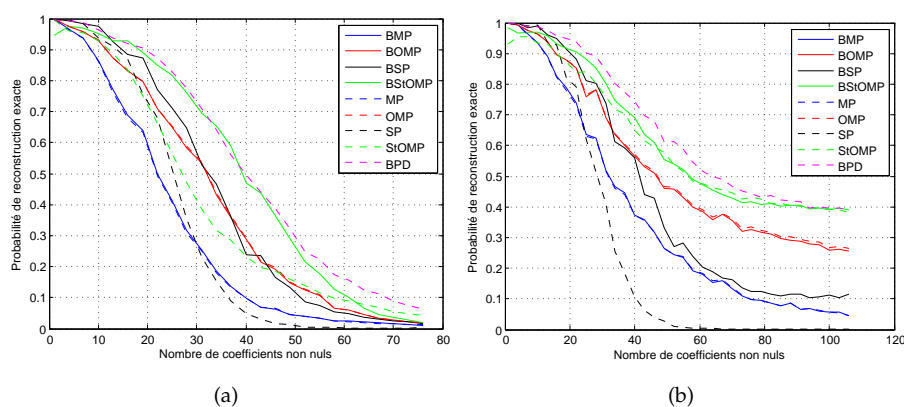 Probabilité de reconstruction exacte
1
0.9
0.8
0.7
0.6
0.5
0.4
0.3
0.2
0.1
0
0 10 20 30 40 50 60 70 80
Nombre de coefficients non nuls
BMP
BOMP
BSP
BStOMP
MP
OMP
SP
StOMP
BPD
(a)
Probabilité de reconstruction exacte
1
0.9
0.8
0.7
0.6
0.5
0.4
0.3
0.2
0.1
0
0 20 40 60 80 100 120
Nombre de coefficients non nuls
BMP
BOMP
BSP
BStOMP
MP
OMP
SP
StOMP
BPD
(b)